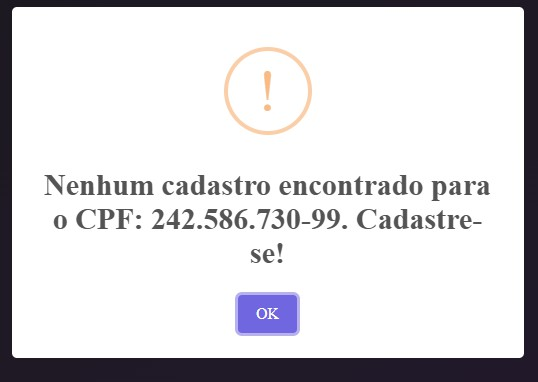 !
Nenhum cadastro encontrado para
o CPF: 242.586.730-99. Cadastre-
se!
OK